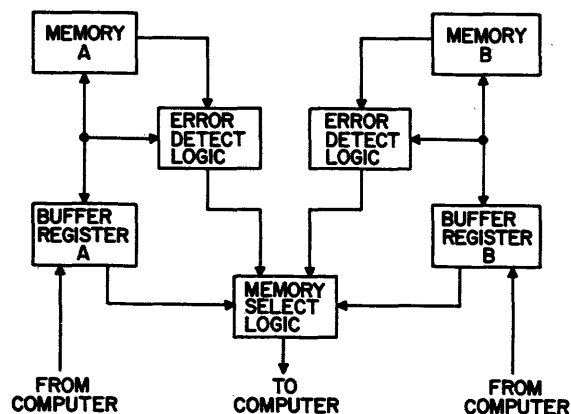 MEMORY
A
MEMORY
B
ERROR
DETECT
LOGIC
ERROR
DETECT
LOGIC
BUFFER
REGISTER
A
BUFFER
REGISTER
B
MEMORY
SELECT
LOGIC
FROM
COMPUTER
TO
COMPUTER
FROM
COMPUTER